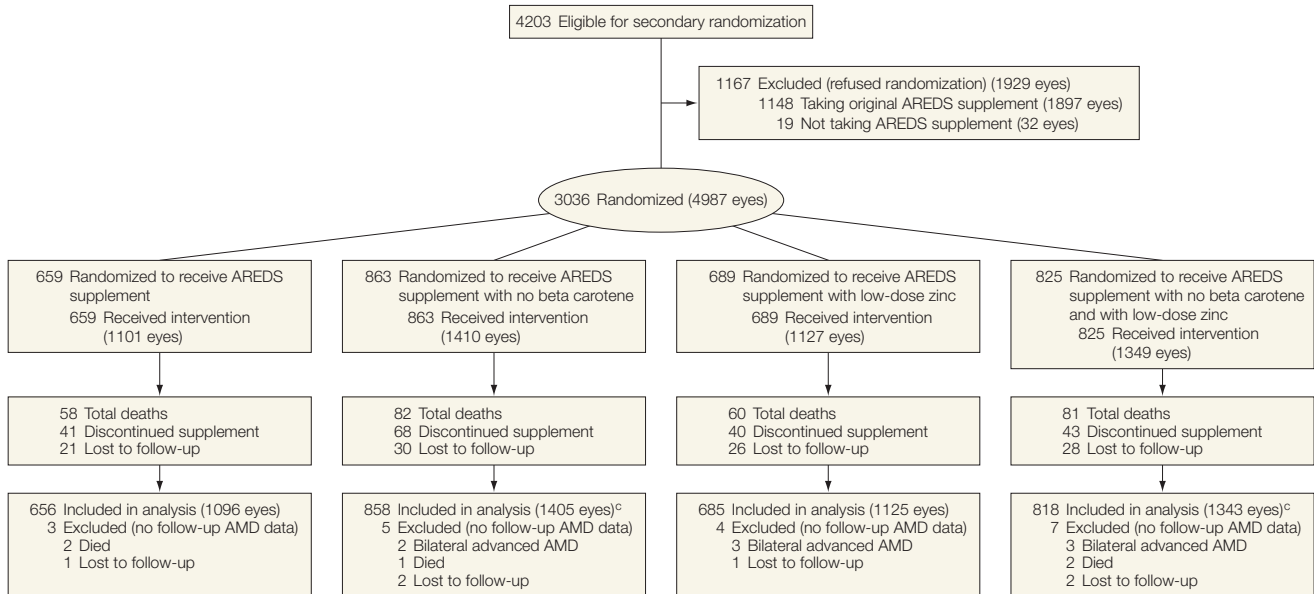 4203 Eligible for secondary randomization
1167 Excluded (refused randomization) (1929 eyes)
1148 Taking original AREDS supplement (1897 eyes)
19 Not taking AREDS supplement (32 eyes)
3036 Randomized (4987 eyes)
659 Randomized to receive AREDS
supplement
659 Received intervention
(1101 eyes)
863 Randomized to receive AREDS
supplement with no beta carotene
863 Received intervention
(1410 eyes)
689 Randomized to receive AREDS
supplement with low-dose zinc
689 Received intervention
(1127 eyes)
825 Randomized to receive AREDS
supplement with no beta carotene
and with low-dose zinc
825 Received intervention
(1349 eyes)
58 Total deaths
41 Discontinued supplement
21 Lost to follow-up
82 Total deaths
68 Discontinued supplement
30 Lost to follow-up
60 Total deaths
40 Discontinued supplement
26 Lost to follow-up
81 Total deaths
43 Discontinued supplement
28 Lost to follow-up
656 Included in analysis (1096 eyes)
3 Excluded (no follow-up AMD data)
2 Died
1 Lost to follow-up
858 Included in analysis (1405 eyes)ᶜ
5 Excluded (no follow-up AMD data)
2 Bilateral advanced AMD
1 Died
2 Lost to follow-up
685 Included in analysis (1125 eyes)
4 Excluded (no follow-up AMD data)
3 Bilateral advanced AMD
1 Lost to follow-up
818 Included in analysis (1343 eyes)ᶜ
7 Excluded (no follow-up AMD data)
3 Bilateral advanced AMD
2 Died
2 Lost to follow-up